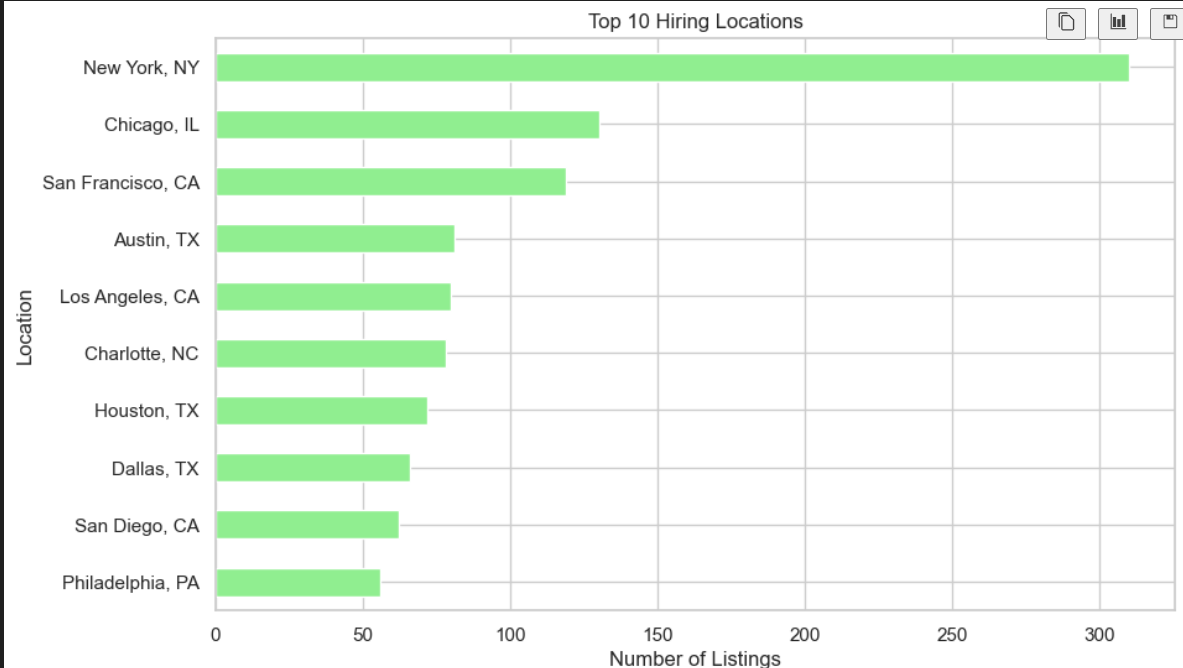 Top 10 Hiring Locations
New York, NY
Chicago, IL
San Francisco, CA
Austin, TX
Los Angeles, CA
Charlotte, NC
Houston, TX
Dallas, TX
San Diego, CA
Philadelphia, PA
Location
0 50 100 150 200 250 300
Number of Listings